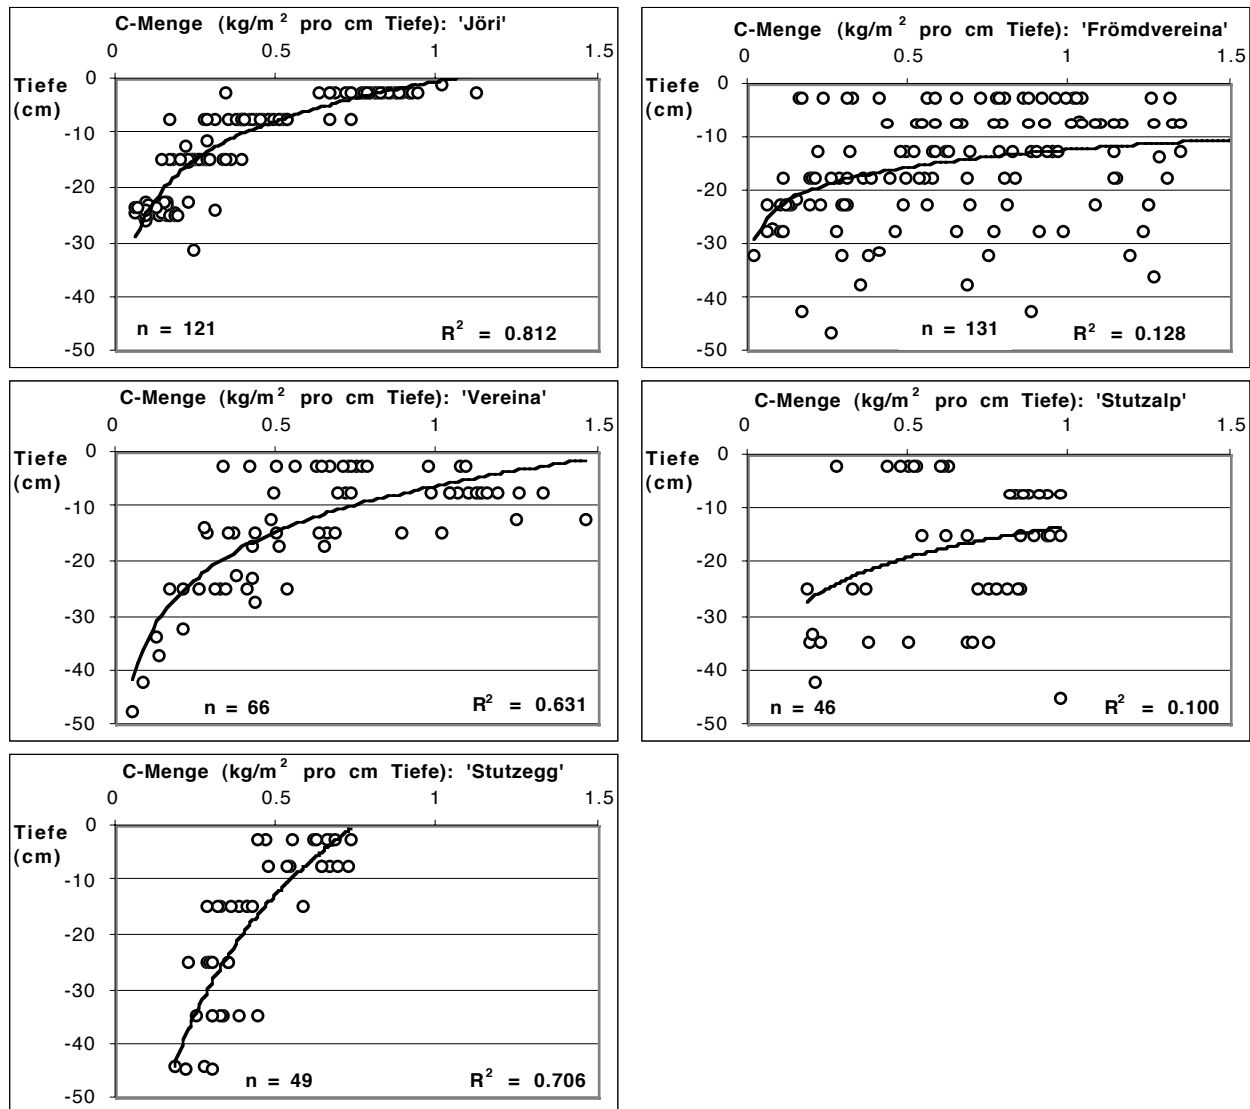 C-Menge (kg/m² pro cm Tiefe): 'Jöri'
0 0.5 1 1.5
Tiefe
(cm)
0
-10
-20
-30
-40
-50
n = 121 R² = 0.812
C-Menge (kg/m² pro cm Tiefe): 'Frömdvereina'
0 0.5 1 1.5
Tiefe
(cm)
0
-10
-20
-30
-40
-50
n = 131 R² = 0.128
C-Menge (kg/m² pro cm Tiefe): 'Vereina'
0 0.5 1 1.5
Tiefe
(cm)
0
-10
-20
-30
-40
-50
n = 66 R² = 0.631
C-Menge (kg/m² pro cm Tiefe): 'Stutzalp'
0 0.5 1 1.5
Tiefe
(cm)
0
-10
-20
-30
-40
-50
n = 46 R² = 0.100
C-Menge (kg/m² pro cm Tiefe): 'Stutzegg'
0 0.5 1 1.5
Tiefe
(cm)
0
-10
-20
-30
-40
-50
n = 49 R² = 0.706